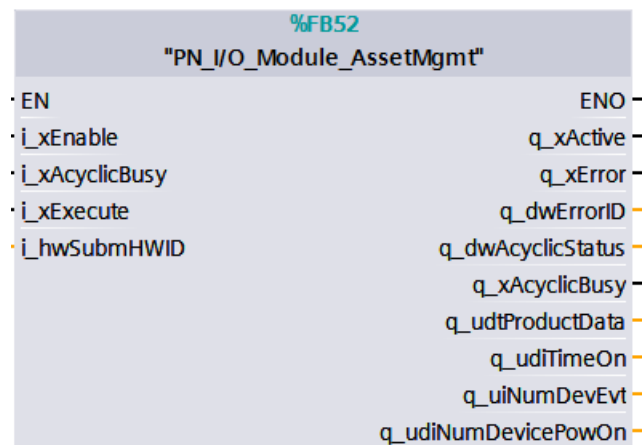 %FB52
"PN_I/O_Module_AssetMgmt"
EN ENO
i_xEnable q_xActive
i_xAcyclicBusy q_xError
i_xExecute q_dwErrorID
i_hwSubmHWID q_dwAcyclicStatus
q_xAcyclicBusy
q_udtProductData
q_udiTimeOn
q_uiNumDevEvt
q_udiNumDevicePowOn